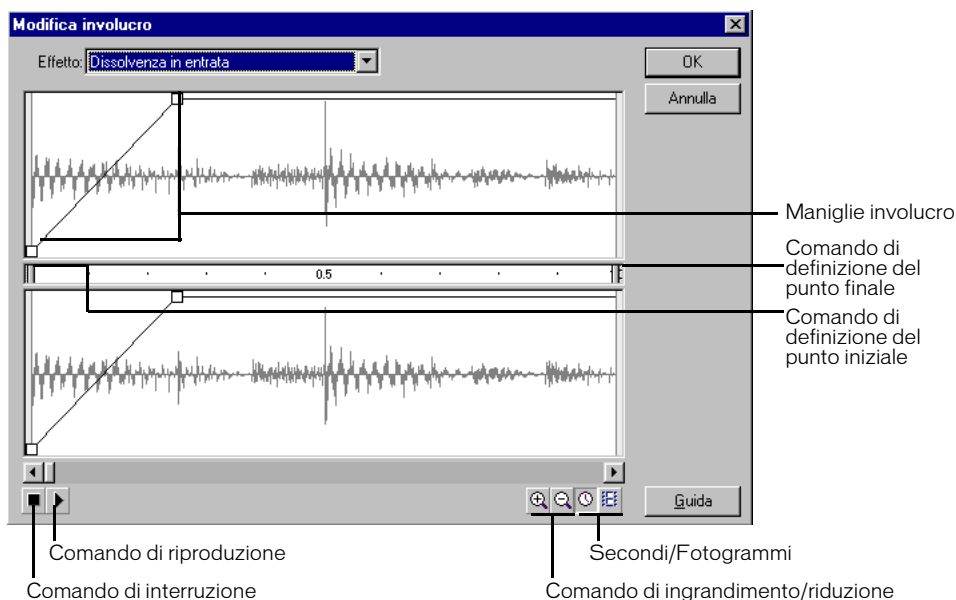 Modifica involucro
Effetto: Dissolvenza in entrata
OK
Annulla
Maniglie involucro
0.5
Comando di
definizione del
punto finale
Comando di
definizione del
punto iniziale
Guida
Comando di riproduzione
Secondi/Fotogrammi
Comando di interruzione
Comando di ingrandimento/riduzione